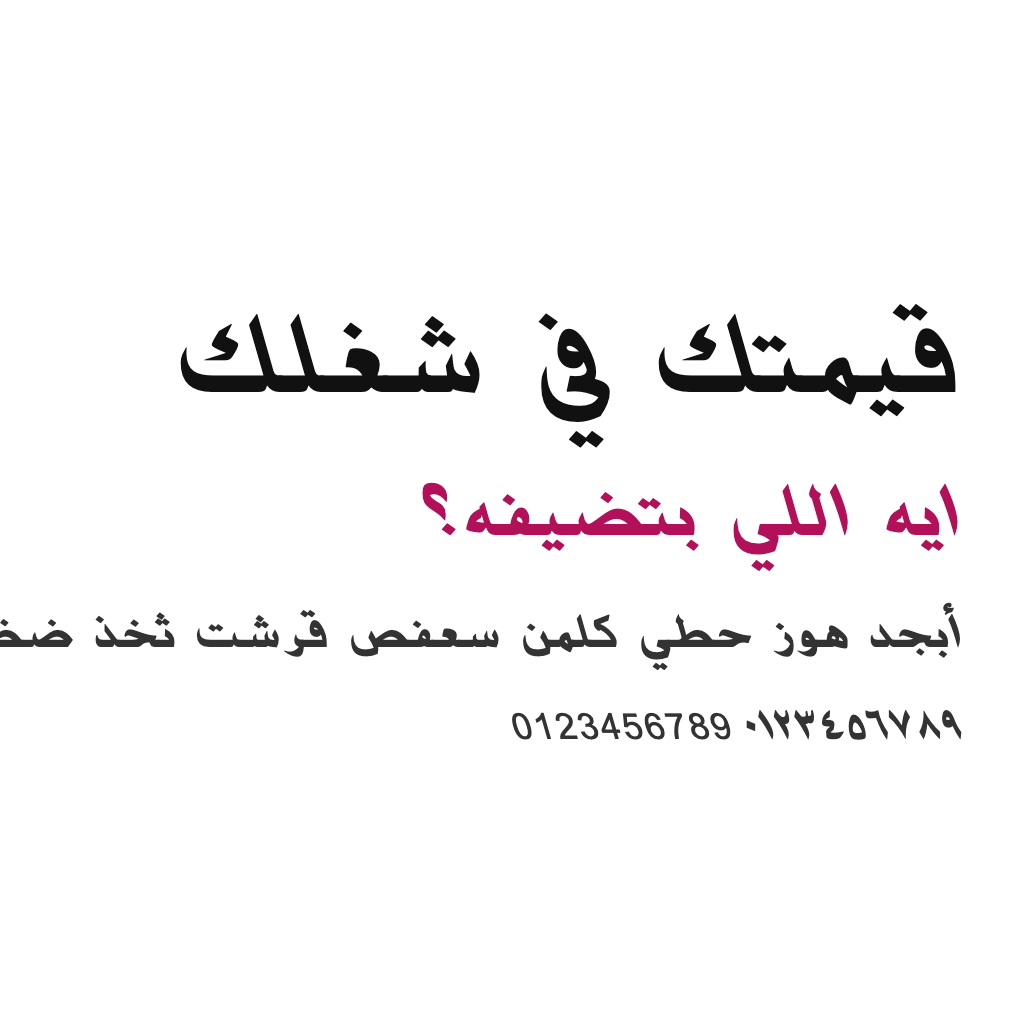 قيمتك في شغلك
ايه اللي بتضيفه؟
أبجد هوز حطي كلمن سعفص قرشت ثخذ
٠١٢٣٤٥٦٧٨٩ 0123456789